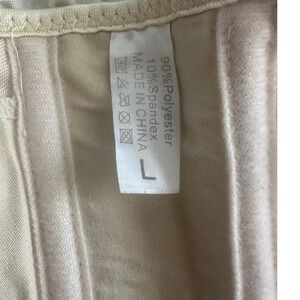 90%Polyester
10%Spandex
MADE IN CHINA
L